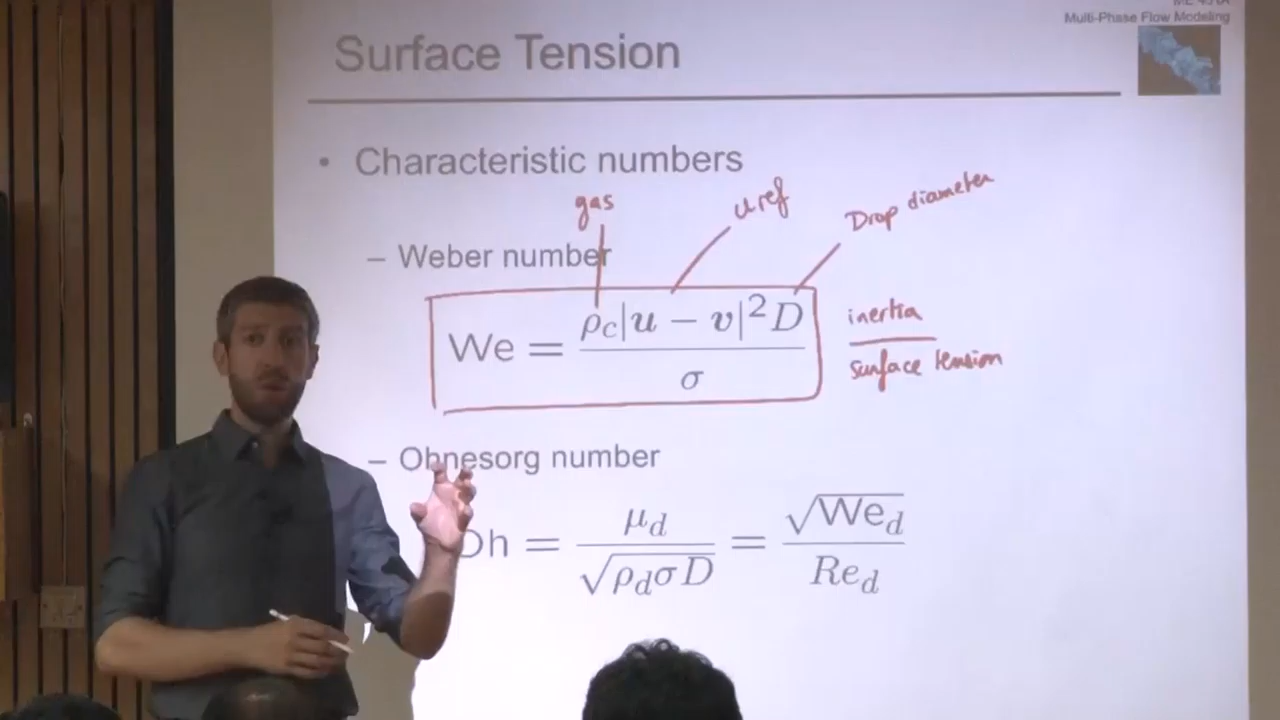 Multi-Phase Flow Modeling
Surface Tension
• Characteristic numbers
gas
u ref
Drop diameter
– Weber number
We = ρc|u − v|²D / σ
inertia
surface tension
– Ohnesorg number
Oh = μd / √ρdσD = √Wed / Red